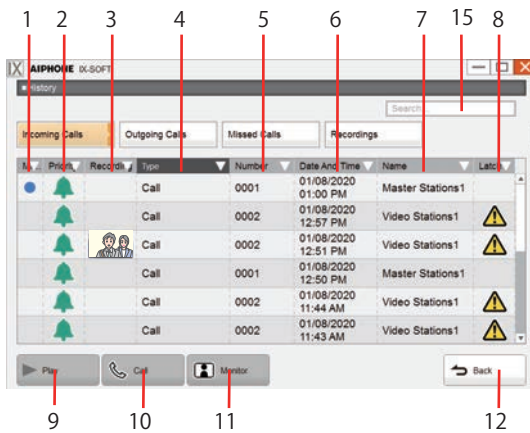 1 2 3 4 5 6 7 15 8
IX AIPHONE IX-SOFT
History
Search...
Incoming Calls Outgoing Calls Missed Calls Recordings
M... Priority Recording Type Number Date And Time Name Latch
Call 0001 01/08/2020 01:00 PM Master Stations1
Call 0002 01/08/2020 12:57 PM Video Stations1
Call 0002 01/08/2020 12:51 PM Video Stations1
Call 0001 01/08/2020 12:50 PM Master Stations1
Call 0002 01/08/2020 11:44 AM Video Stations1
Call 0002 01/08/2020 11:43 AM Video Stations1
Play Call Monitor Back
9 10 11 12